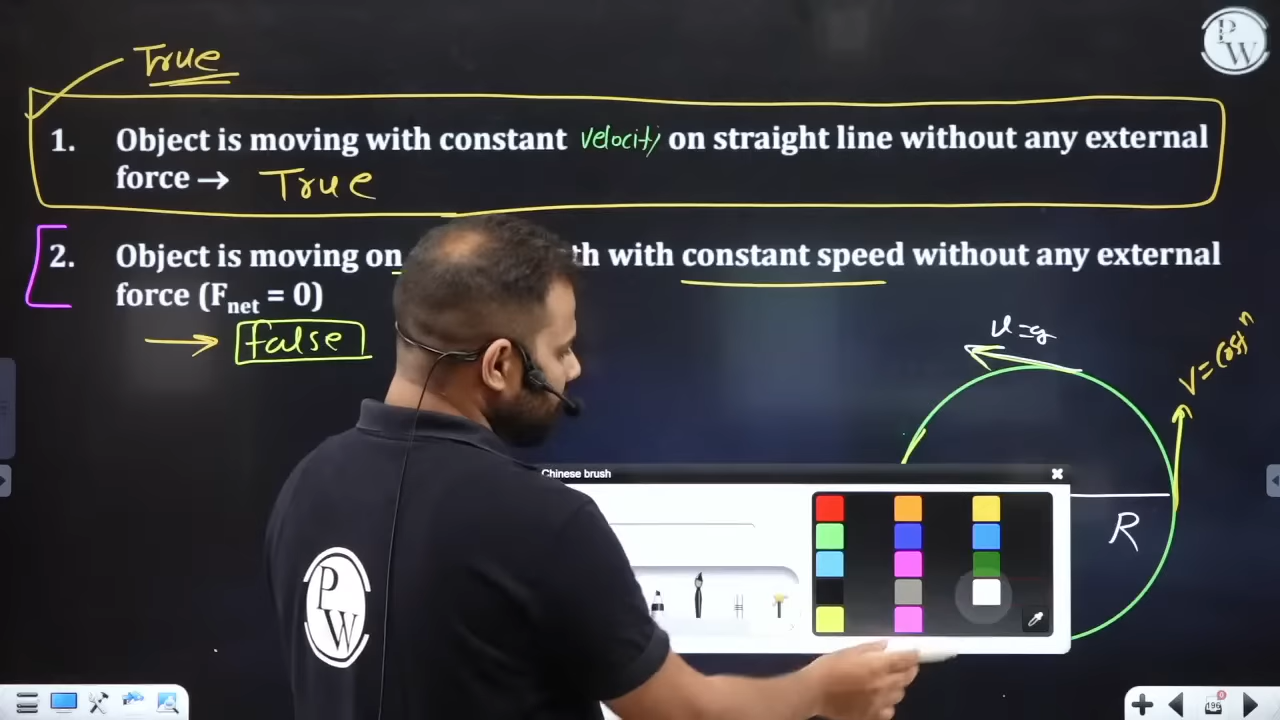 True
P
W
1. Object is moving with constant velocity on straight line without any external
force → True
2. Object is moving on th with constant speed without any external
force (Fnet = 0)
→ false
V = Const^n
Chinese brush
R
P
W
196